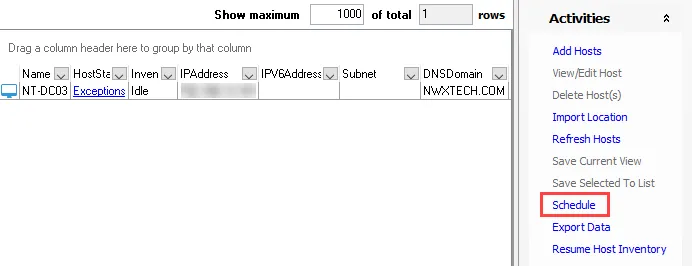 Show maximum 1000 of total 1 rows
Drag a column header here to group by that column
Name HostSta Inven IPAddress IPV6Address Subnet DNSDomain
NT-DC03 Exceptions Idle NWXTECH.COM
Activities
Add Hosts
View/Edit Host
Delete Host(s)
Import Location
Refresh Hosts
Save Current View
Save Selected To List
Schedule
Export Data
Resume Host Inventory